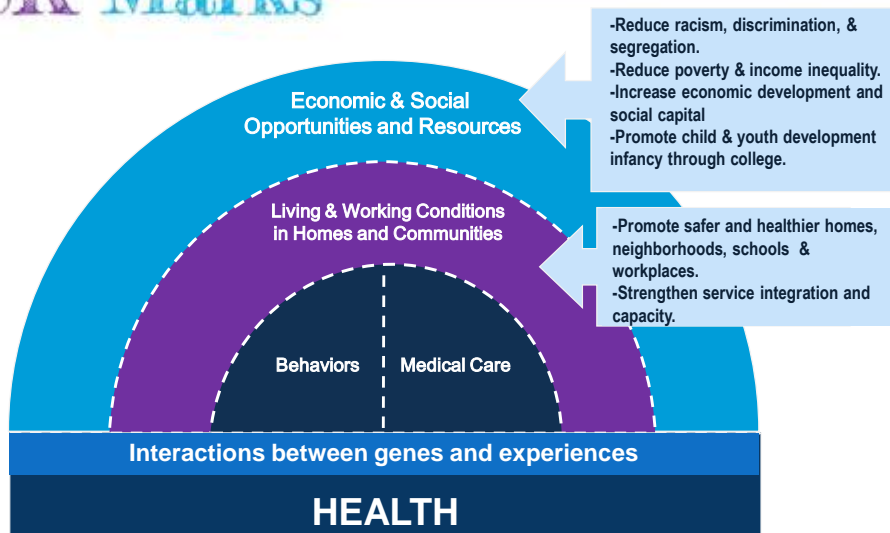 Marks
-Reduce racism, discrimination, &
segregation.
-Reduce poverty & income inequality.
-Increase economic development and
social capital
-Promote child & youth development
infancy through college.
Economic & Social
Opportunities and Resources
Living & Working Conditions
in Homes and Communities
-Promote safer and healthier homes,
neighborhoods, schools &
workplaces.
-Strengthen service integration and
capacity.
Behaviors
Medical Care
Interactions between genes and experiences
HEALTH